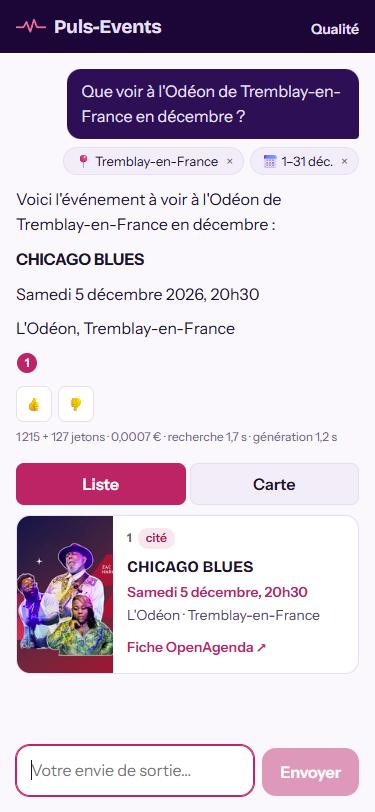 Puls-Events
Qualité
Que voir à l'Odéon de Tremblay-en-
France en décembre ?
Tremblay-en-France ×
1–31 déc. ×
Voici l'événement à voir à l'Odéon de
Tremblay-en-France en décembre :
CHICAGO BLUES
Samedi 5 décembre 2026, 20h30
L'Odéon, Tremblay-en-France
1
1 215 + 127 jetons · 0,0007 € · recherche 1,7 s · génération 1,2 s
Liste
Carte
1 cité
CHICAGO BLUES
Samedi 5 décembre, 20h30
L'Odéon · Tremblay-en-France
Fiche OpenAgenda ↗
Votre envie de sortie…
Envoyer